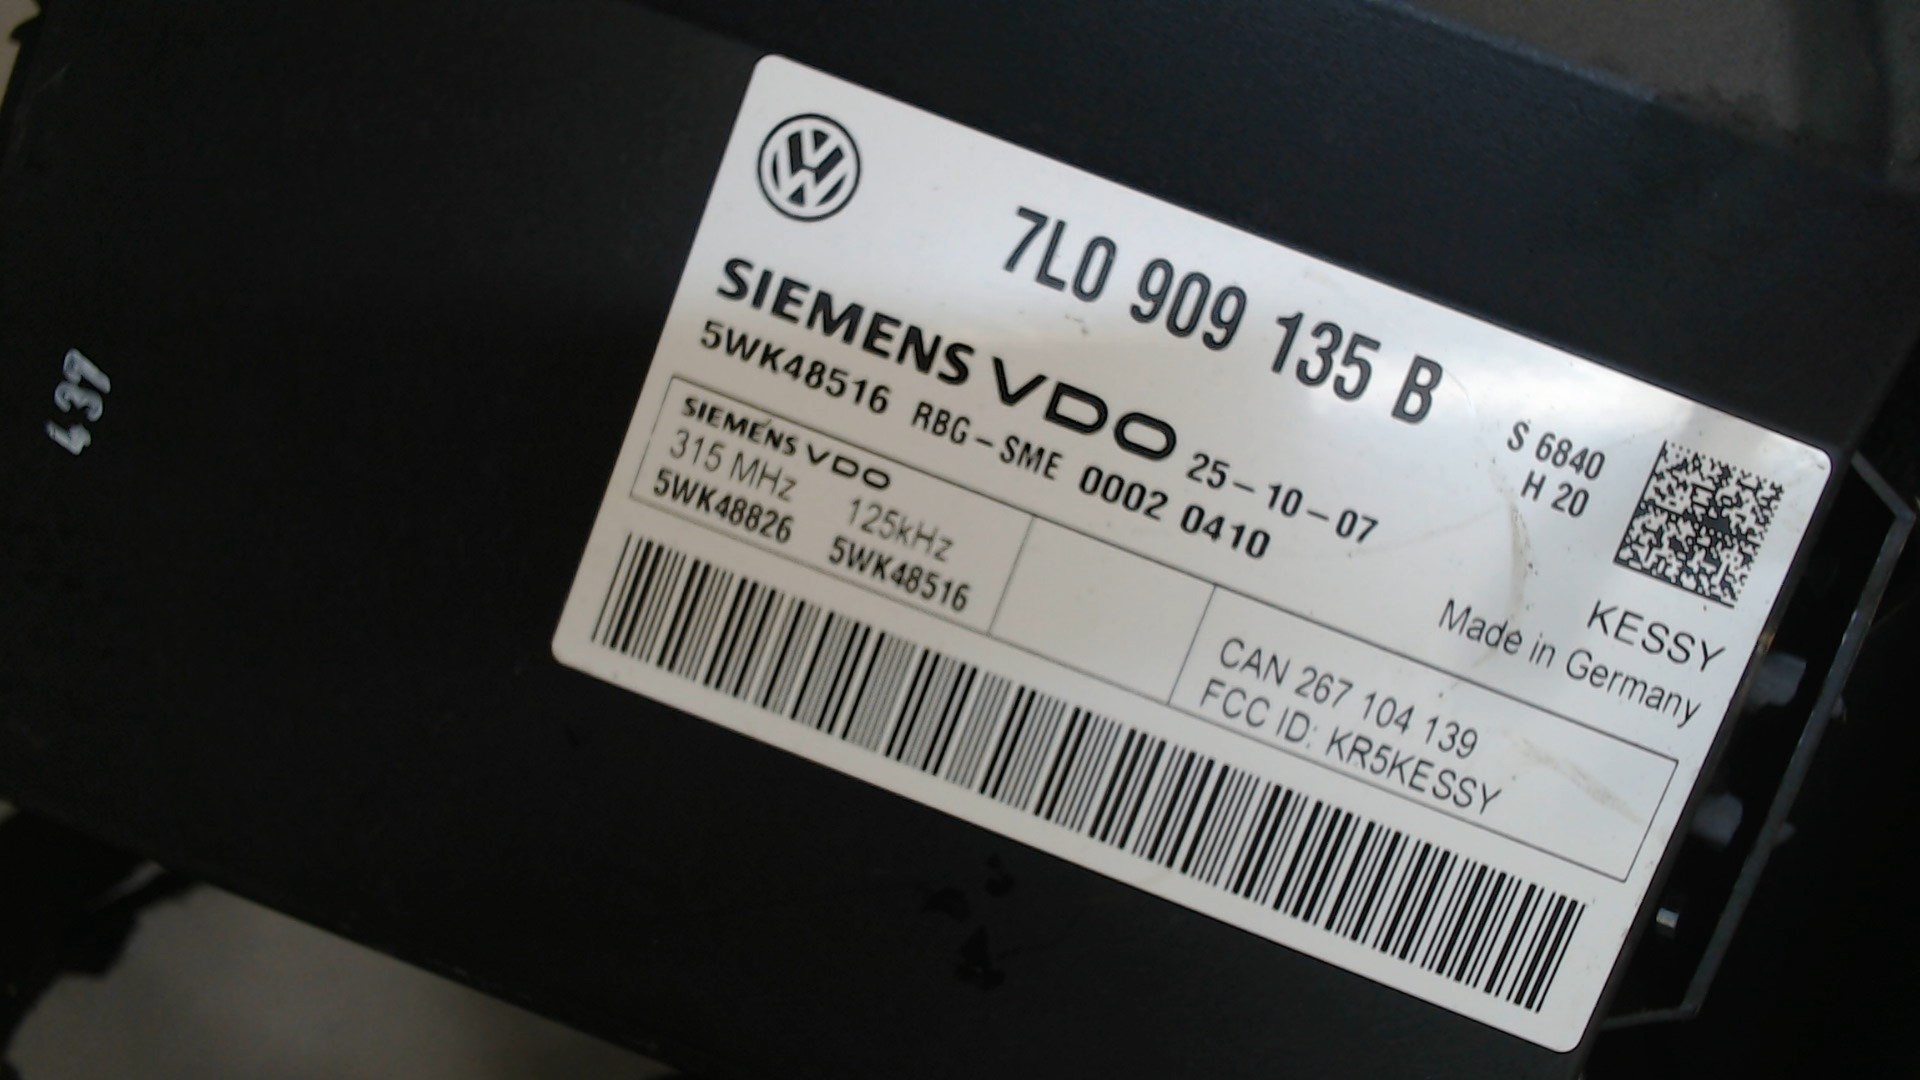 7L0 909 135 B
SIEMENS VDO 25-10-07
5WK48516 RBG-SME 0002 0410
S 6840
H 20
SIEMENS VDO
315 MHz 125kHz
5WK48826 5WK48516
KESSY
Made in Germany
CAN 267 104 139
FCC ID: KR5KESSY
437